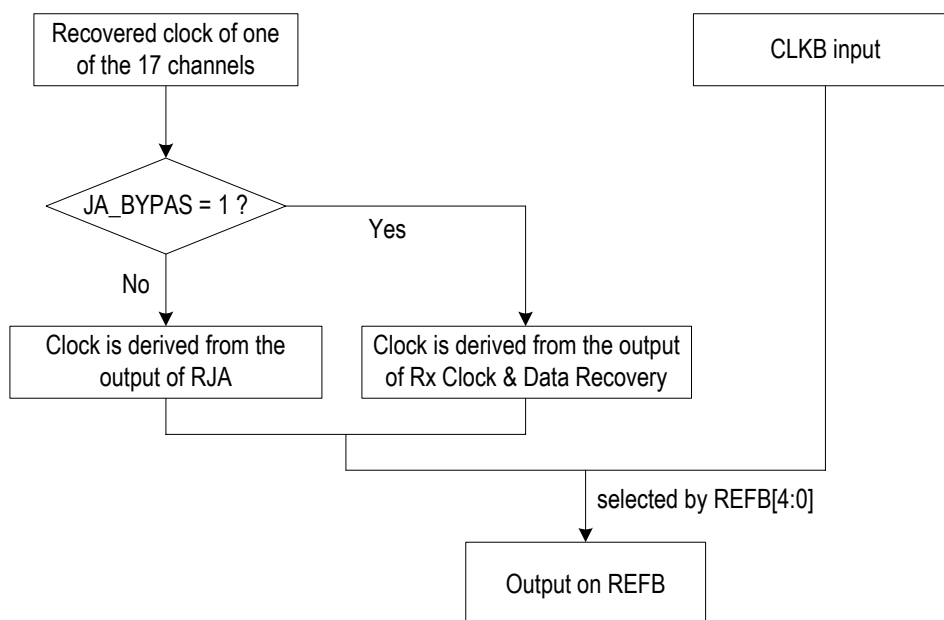 Recovered clock of one
of the 17 channels
CLKB input
JA_BYPAS = 1 ?
Yes
No
Clock is derived from the
output of RJA
Clock is derived from the output
of Rx Clock & Data Recovery
selected by REFB[4:0]
Output on REFB